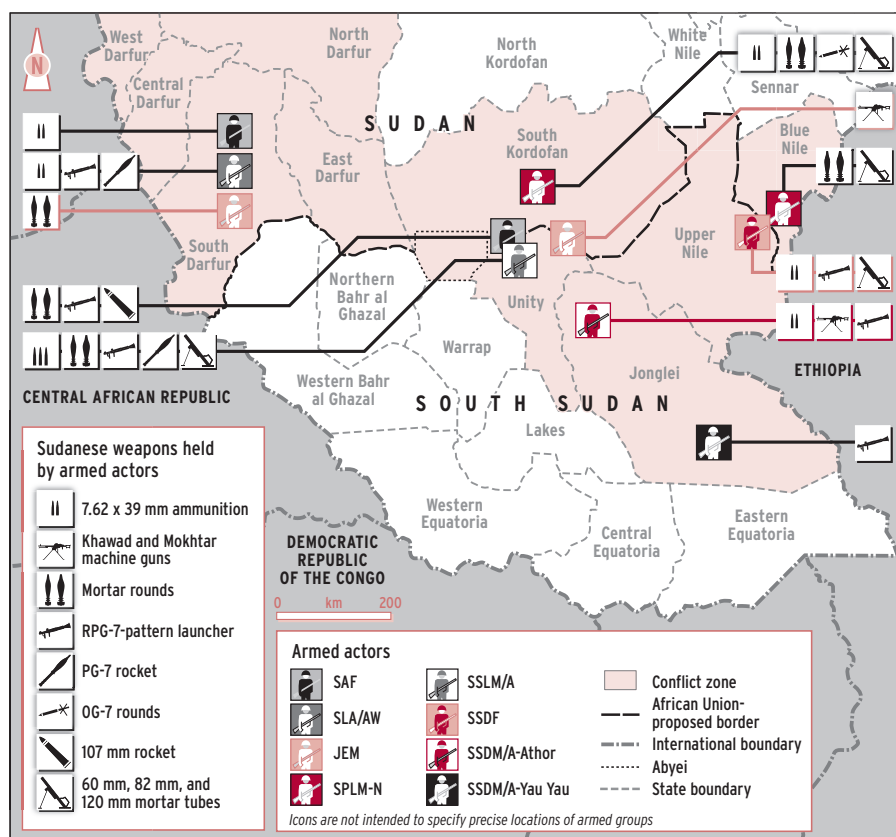 N
West
Darfur
North
Darfur
Central
Darfur
SUDAN
North
Kordofan
White
Nile
Sennar
East
Darfur
South
Kordofan
Blue
Nile
South
Darfur
Upper
Nile
Northern
Bahr al
Ghazal
Unity
Warrap
Western Bahr
al Ghazal
Jonglei
CENTRAL AFRICAN REPUBLIC
ETHIOPIA
SOUTH SUDAN
Lakes
Western
Equatoria
Central
Equatoria
Eastern
Equatoria
DEMOCRATIC
REPUBLIC
OF THE CONGO
0 km 200
Sudanese weapons held
by armed actors
7.62 x 39 mm ammunition
Khawad and Mokhtar
machine guns
Mortar rounds
RPG-7-pattern launcher
PG-7 rocket
OG-7 rounds
107 mm rocket
60 mm, 82 mm, and
120 mm mortar tubes
Armed actors
SAF
SLA/AW
JEM
SPLM-N
SSLM/A
SSDF
SSDM/A-Athor
SSDM/A-Yau Yau
Conflict zone
African Union-
proposed border
International boundary
Abyei
State boundary
Icons are not intended to specify precise locations of armed groups